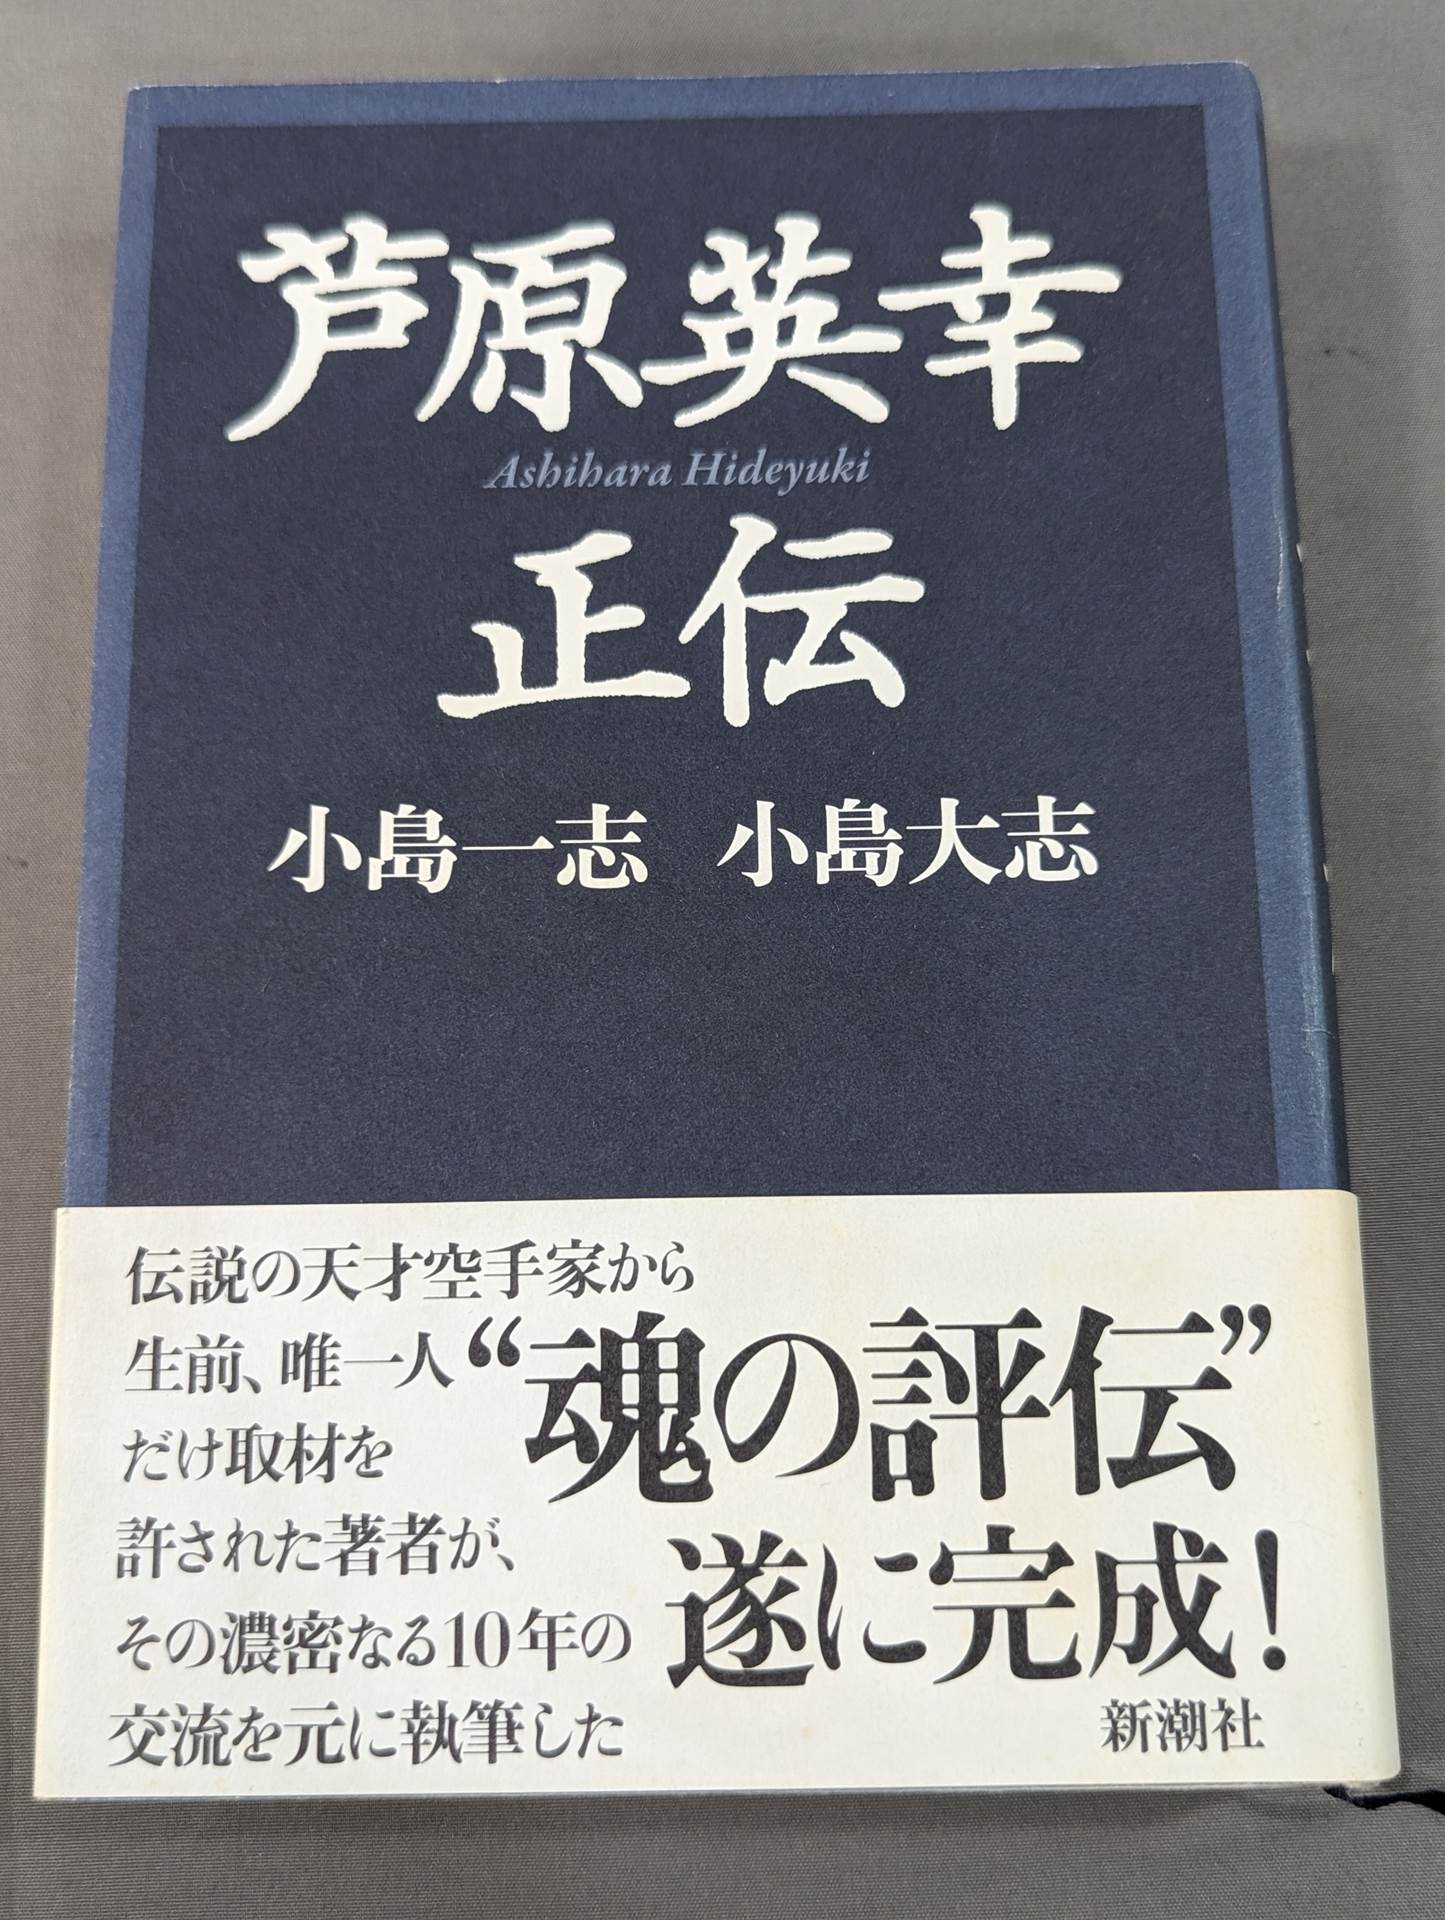 芦原英幸
Ashihara Hideyuki
正伝
小島一志 小島大志
伝説の天才空手家から
生前、唯一人
だけ取材を
許された著者が、
その濃密なる10年の
交流を元に執筆した
“魂の評伝”
遂に完成!
新潮社